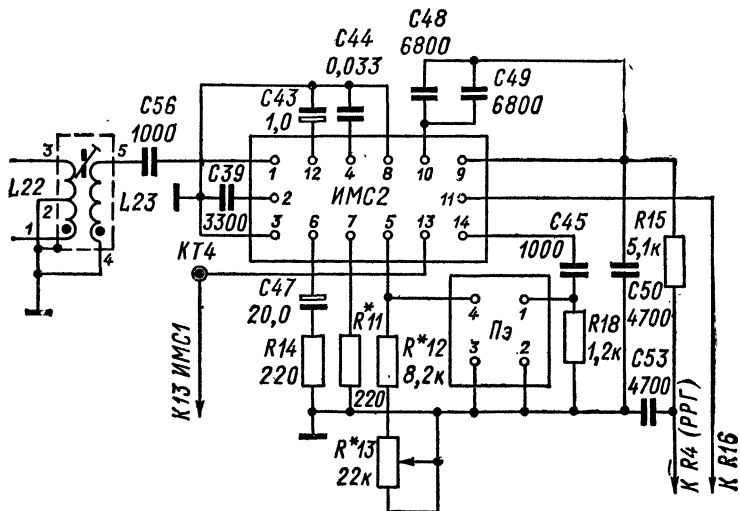 C48
6800
C44
0,033
C43
1,0
C49
6800
C56
1000
3
5
L22
2
L23
1
4
C39
3300
1
12
4
8
10
9
2
ИМС2
11
3
6
7
5
13
14
КТ4
C45
1000
R15
5,1к
C47
20,0
R*11
220
R14
220
R*12
8,2к
4
1
Пэ
3
2
R18
1,2к
C50
4700
C53
4700
К13 ИМС1
R*13
22к
К R4 (РРГ)
К R16